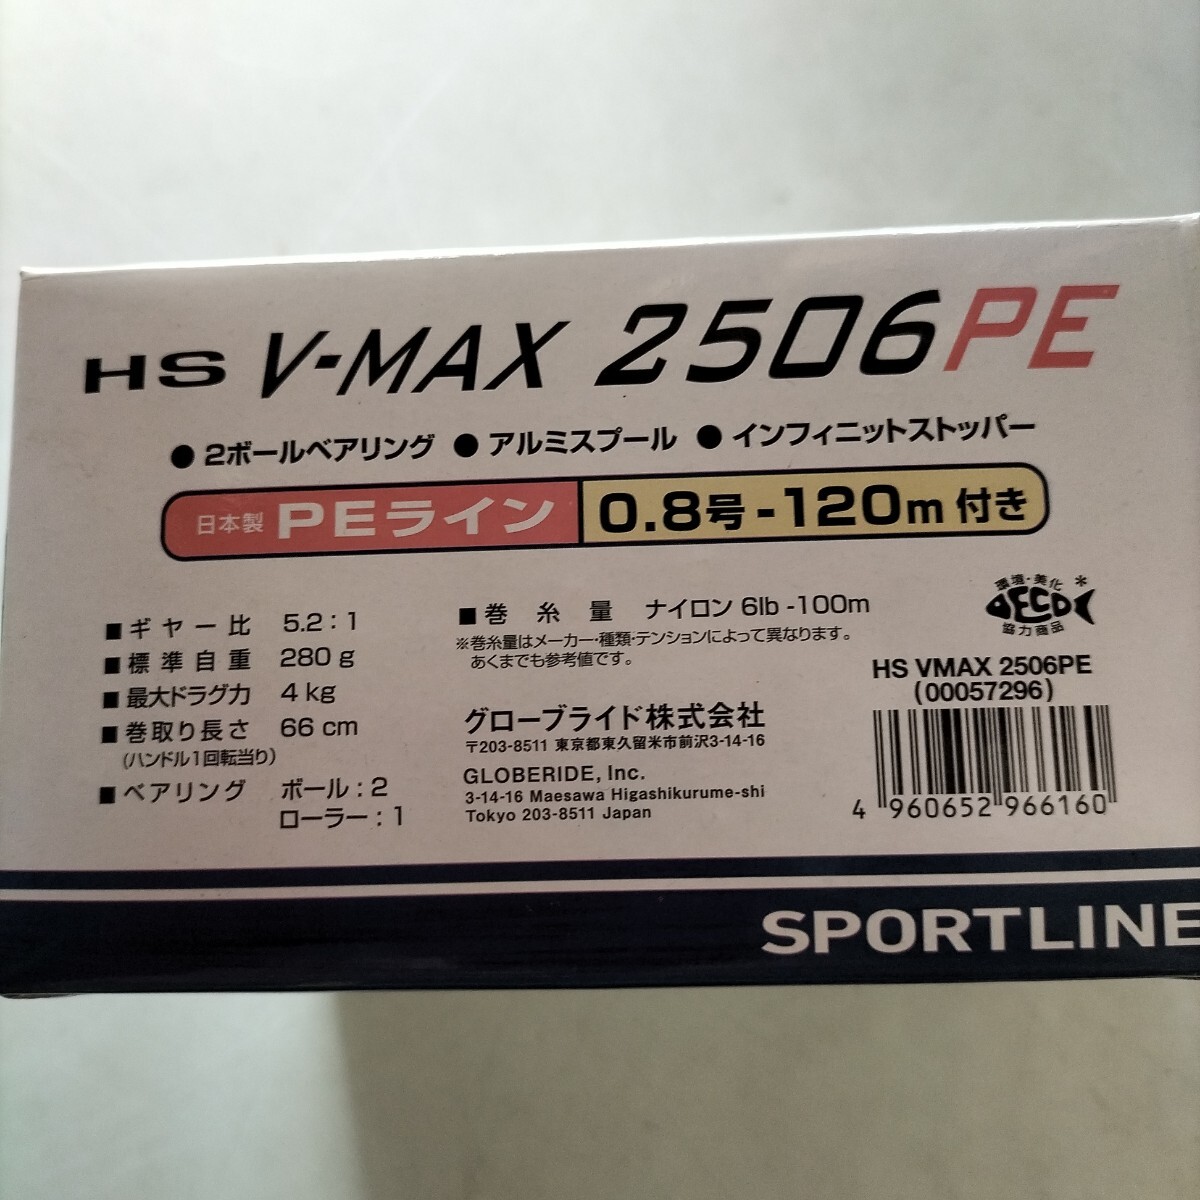 HS V-MAX 2506PE
● 2ボールベアリング ● アルミスプール ● インフィニットストッパー
日本製 PEライン 0.8号-120m 付き
■ギヤー比 5.2:1
■標準自重 280g
■最大ドラグ力 4kg
■巻取り長さ 66cm
(ハンドル1回転当り)
■ベアリング ボール:2
ローラー:1
■巻糸量 ナイロン 6lb -100m
※巻糸量はメーカー・種類・テンションによって異なります。
あくまでも参考値です。
グローブライド株式会社
〒203-8511 東京都東久留米市前沢3-14-16
GLOBERIDE, Inc.
3-14-16 Maesawa Higashikurume-shi
Tokyo 203-8511 Japan
環境・美化*
ECO
協力商品
HS VMAX 2506PE
(00057296)
4 960652 966160
SPORTLINE